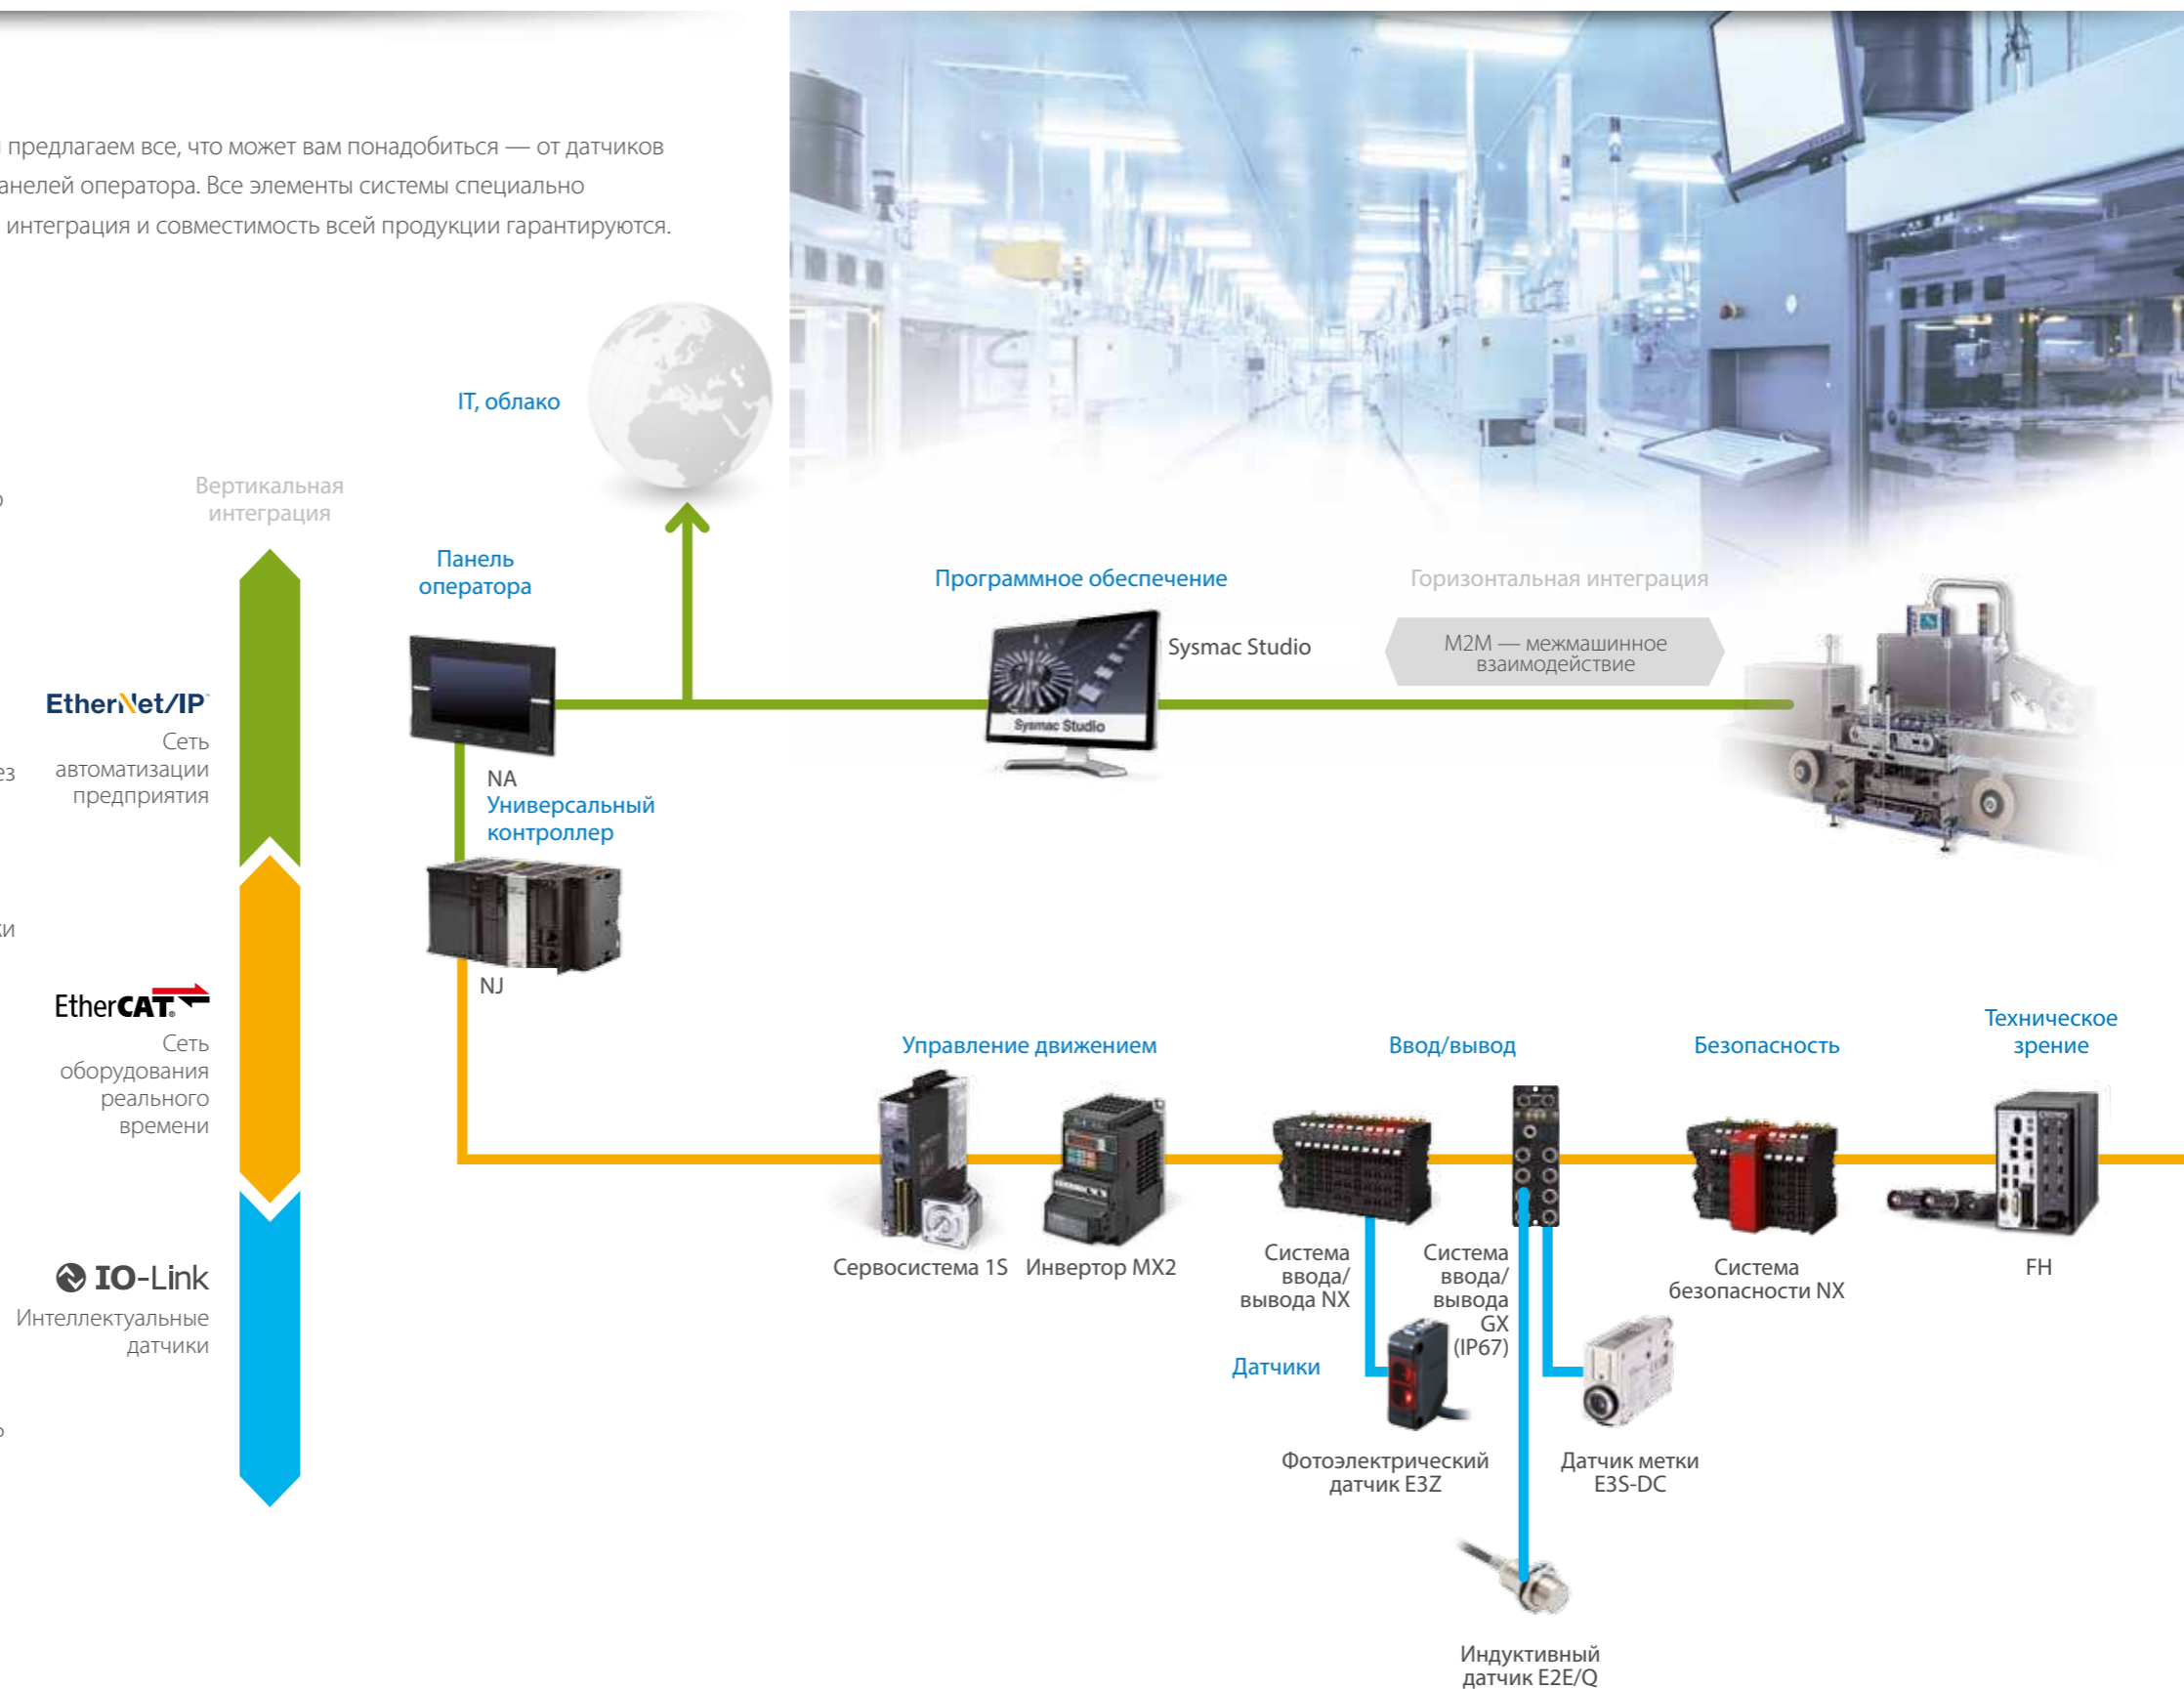 предлагаем все, что может вам понадобиться — от датчиков
анелей оператора. Все элементы системы специально
интеграция и совместимость всей продукции гарантируются.
IT, облако
Вертикальная
интеграция
Панель
оператора
Программное обеспечение
Горизонтальная интеграция
Sysmac Studio
M2M — межмашинное
взаимодействие
Sysmac Studio
EtherNet/IP™
Сеть
автоматизации
предприятия
ез
NA
Универсальный
контроллер
ки
NJ
EtherCAT®
Сеть
оборудования
реального
времени
Управление движением
Ввод/вывод
Безопасность
Техническое
зрение
Сервосистема 1S
Инвертор MX2
Система
ввода/
вывода NX
Система
ввода/
вывода
GX
(IP67)
Система
безопасности NX
FH
IO-Link
Интеллектуальные
датчики
Датчики
Фотоэлектрический
датчик E3Z
Датчик метки
E3S-DC
Индуктивный
датчик E2E/Q